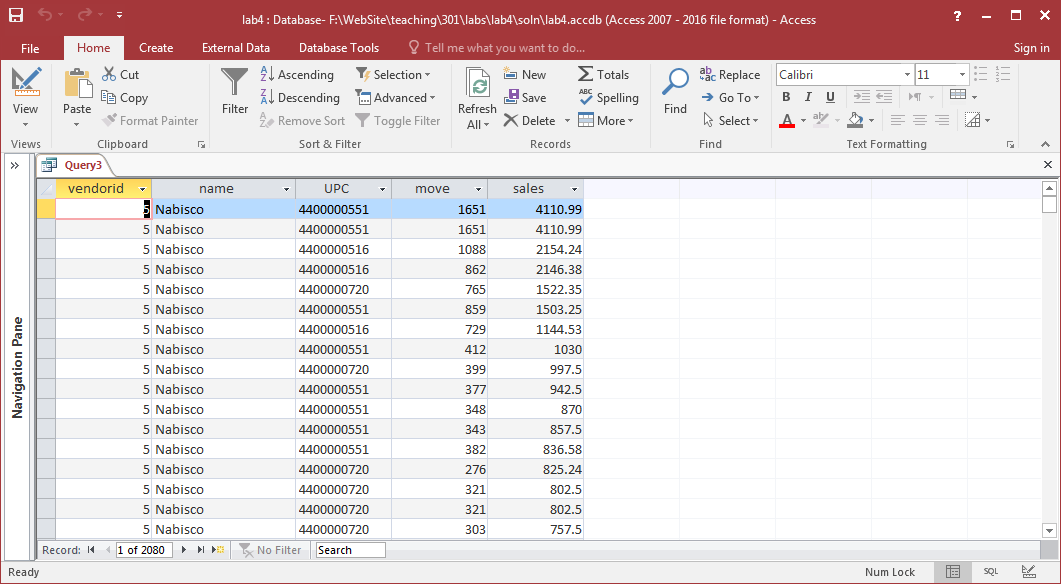 lab4 : Database- F:\WebSite\teaching\301\labs\lab4\soln\lab4.accdb (Access 2007 - 2016 file format) - Access
?
File Home Create External Data Database Tools Tell me what you want to do... Sign in
View
Views
Paste
Cut
Copy
Format Painter
Clipboard
Filter
Ascending
Descending
Remove Sort
Selection
Advanced
Toggle Filter
Sort & Filter
Refresh
All
New
Save
Delete
Totals
Spelling
More
Records
Find
Replace
Go To
Select
Find
Calibri 11
B I U
A
Text Formatting
» Query3
Navigation Pane
vendorid name UPC move sales
5 Nabisco 4400000551 1651 4110.99
5 Nabisco 4400000551 1651 4110.99
5 Nabisco 4400000516 1088 2154.24
5 Nabisco 4400000516 862 2146.38
5 Nabisco 4400000720 765 1522.35
5 Nabisco 4400000551 859 1503.25
5 Nabisco 4400000516 729 1144.53
5 Nabisco 4400000551 412 1030
5 Nabisco 4400000720 399 997.5
5 Nabisco 4400000551 377 942.5
5 Nabisco 4400000551 348 870
5 Nabisco 4400000551 343 857.5
5 Nabisco 4400000551 382 836.58
5 Nabisco 4400000720 276 825.24
5 Nabisco 4400000720 321 802.5
5 Nabisco 4400000720 321 802.5
5 Nabisco 4400000720 303 757.5
Record: 1 of 2080 No Filter Search
Ready Num Lock SQL